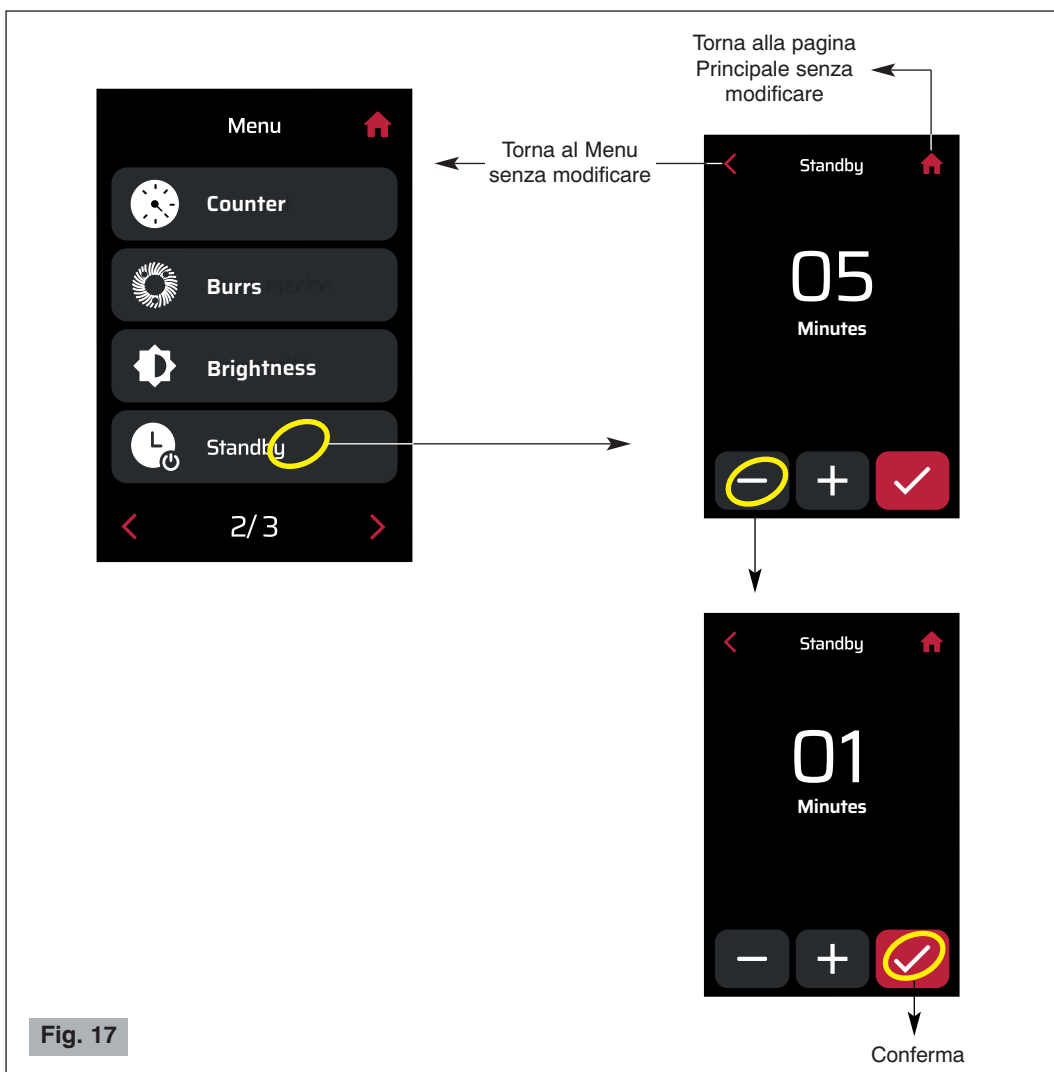 Menu
Counter
Burrs
Brightness
Standby
2/3
Torna al Menu
senza modificare
Torna alla pagina
Principale senza
modificare
Standby
05
Minutes
Standby
01
Minutes
Conferma
Fig. 17